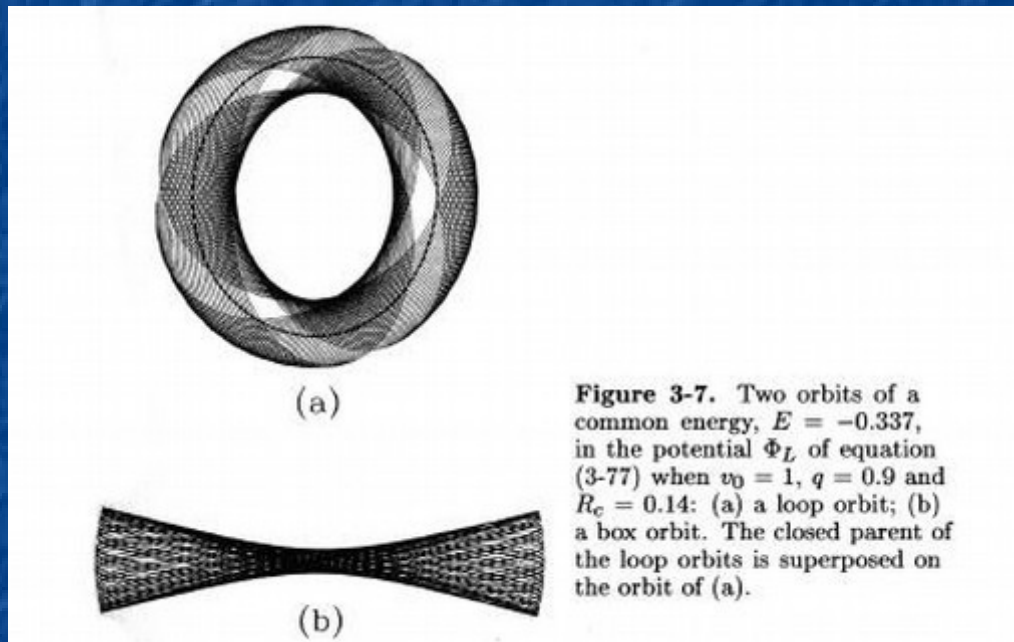 (a)
Figure 3-7. Two orbits of a
common energy, E = −0.337,
in the potential Φ_L of equation
(3-77) when v₀ = 1, q = 0.9 and
R_c = 0.14: (a) a loop orbit; (b)
a box orbit. The closed parent of
the loop orbits is superposed on
the orbit of (a).
(b)